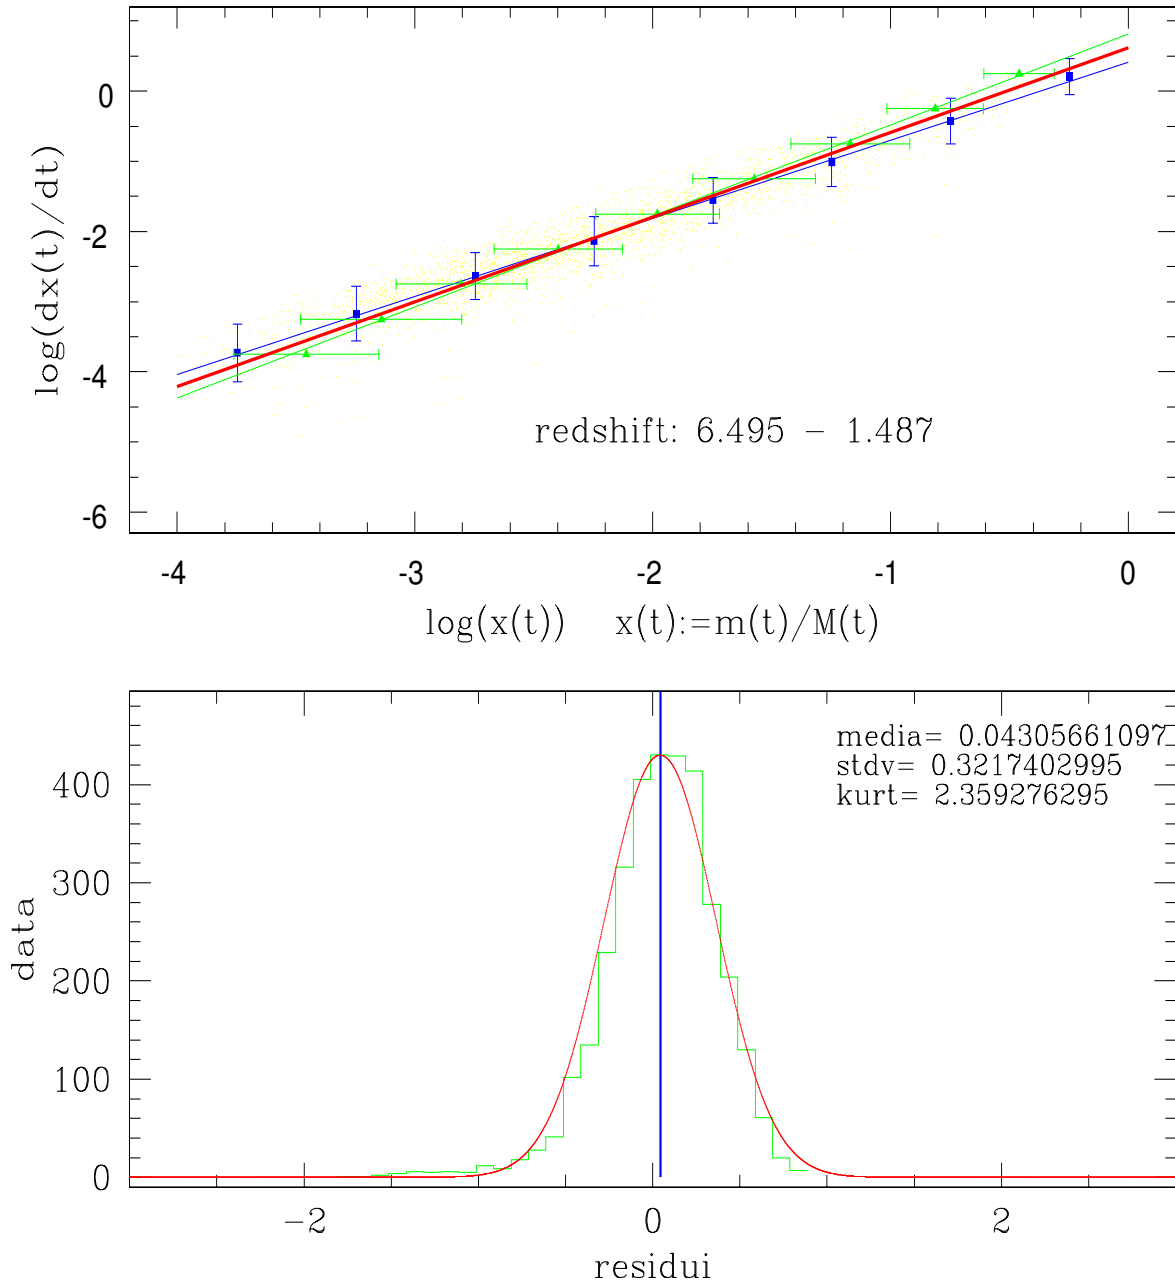 log(dx(t)/dt)
0
-2
-4
-6
redshift: 6.495 − 1.487
-4 -3 -2 -1 0
log(x(t)) x(t):=m(t)/M(t)
data
400
300
200
100
0
media= 0.04305661097
stdv= 0.3217402995
kurt= 2.359276295
−2 0 2
residui